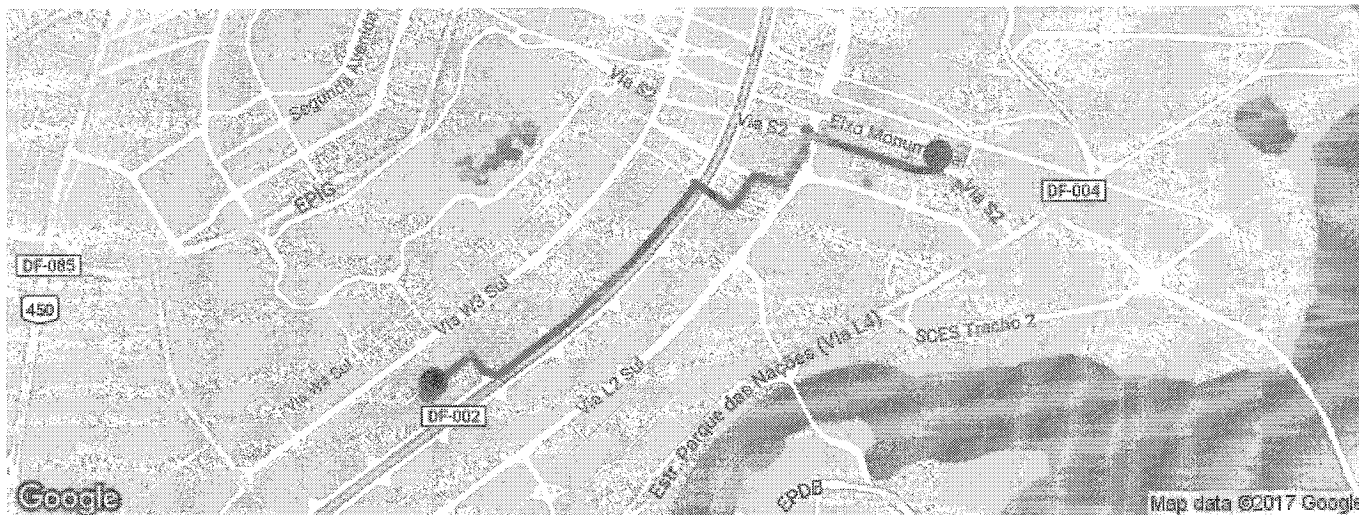 Segunda Avenida
Via S2
Via S2
Eixo Monum
EPIG
Via S2
DF-004
DF-085
450
Via W3 Sul
Via W4 Sul
Via L2 Sul
Estr. Parque das Nações (Via L4)
SCES Trecho 2
DF-002
EPDB
Google
Map data ©2017 Google